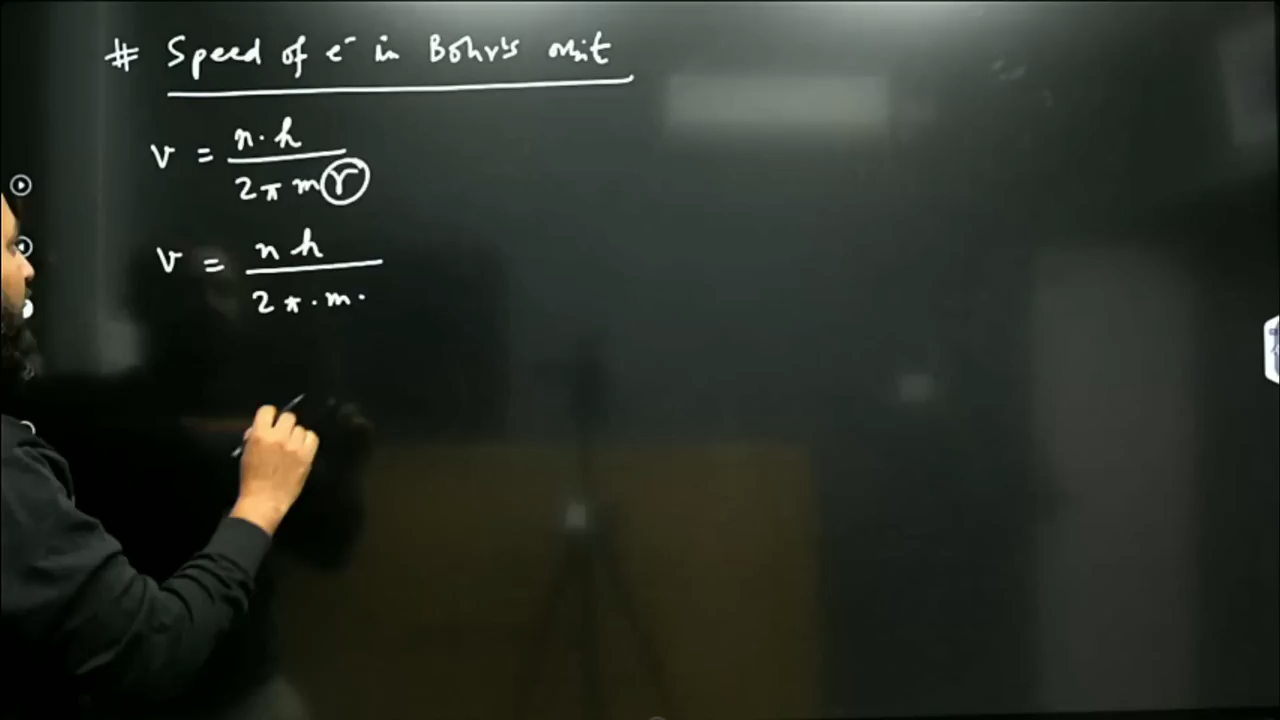 # Speed of e⁻ in Bohr's orbit
v = n·h / 2π m r
v = n h / 2π · m ·